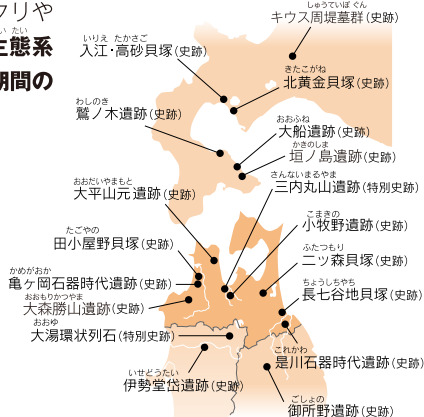 クリや
態系
期間の
しゅうていぼ ぐん
キウス周堤墓群(史跡)
いりえ たかさご
入江・高砂貝塚(史跡)
きたこがね
北黄金貝塚(史跡)
わしのき
鷲ノ木遺跡(史跡)
おおふね
大船遺跡(史跡)
かきのしま
垣ノ島遺跡(史跡)
おおだいやまもと
大平山元遺跡(史跡)
さんないまるやま
三内丸山遺跡(特別史跡)
こまきの
小牧野遺跡(史跡)
たごやの
田小屋野貝塚(史跡)
ふたつもり
二ッ森貝塚(史跡)
かめがおか
亀ヶ岡石器時代遺跡(史跡)
ちょうしちやち
長七谷地貝塚(史跡)
おおもりかつやま
大森勝山遺跡(史跡)
おおゆ
大湯環状列石(特別史跡)
これかわ
是川石器時代遺跡(史跡)
いせどうたい
伊勢堂岱遺跡(史跡)
ごしょの
御所野遺跡(史跡)